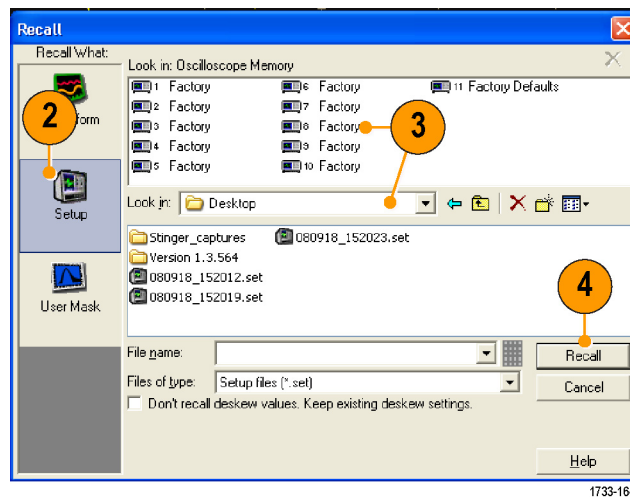 Recall
Recall What:
Look in: Oscilloscope Memory
1 Factory
6 Factory
11 Factory Defaults
2 Factory
7 Factory
3 Factory
8 Factory
4 Factory
9 Factory
5 Factory
10 Factory
2
form
3
Setup
Look in: Desktop
Stinger_captures
080918_152023.set
Version 1.3.564
080918_152012.set
080918_152019.set
User Mask
4
File name:
Recall
Files of type: Setup files (*.set)
Cancel
Don't recall deskew values. Keep existing deskew settings.
Help